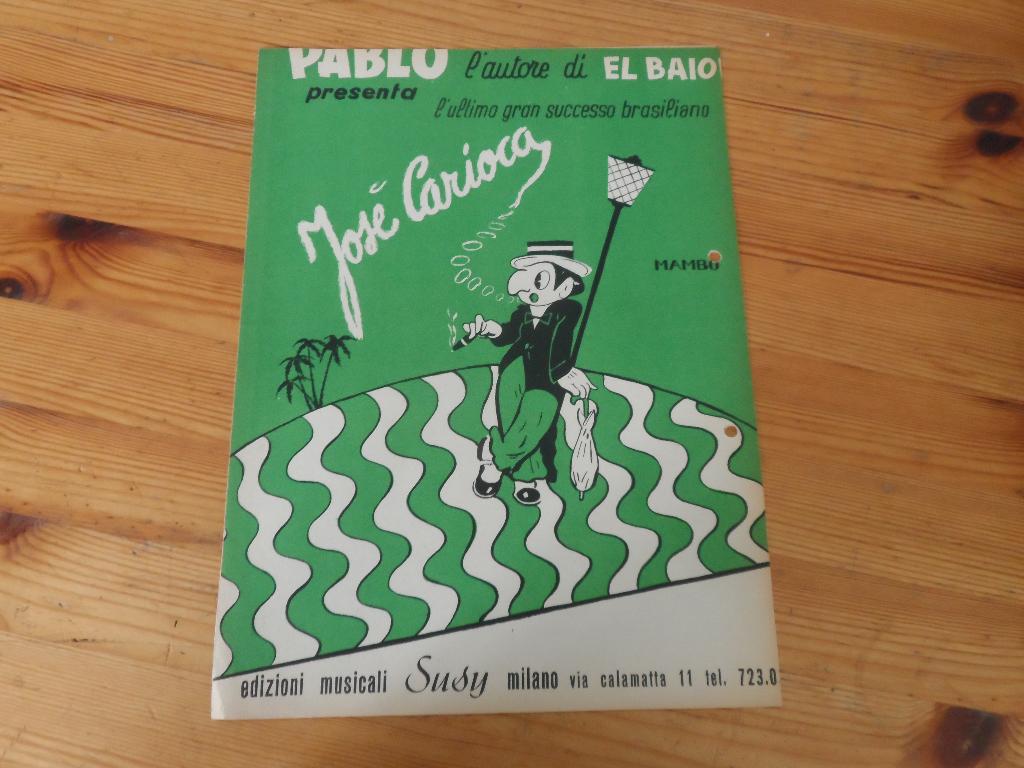 PABLO l'autore di EL BAIO
presenta
l'ultimo gran successo brasiliano
José Carioca
MAMBO
edizioni musicali Susy milano via calamatta 11 tel. 723.0